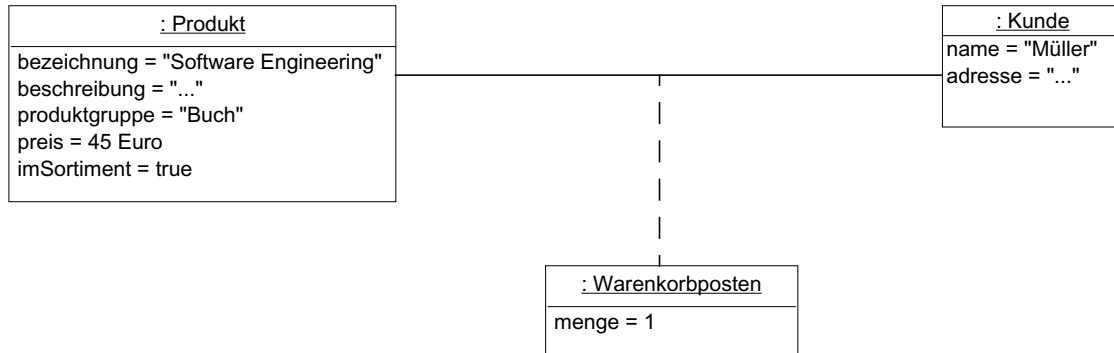 : Produkt
bezeichnung = "Software Engineering"
beschreibung = "..."
produktgruppe = "Buch"
preis = 45 Euro
imSortiment = true
: Kunde
name = "Müller"
adresse = "..."
: Warenkorbposten
menge = 1